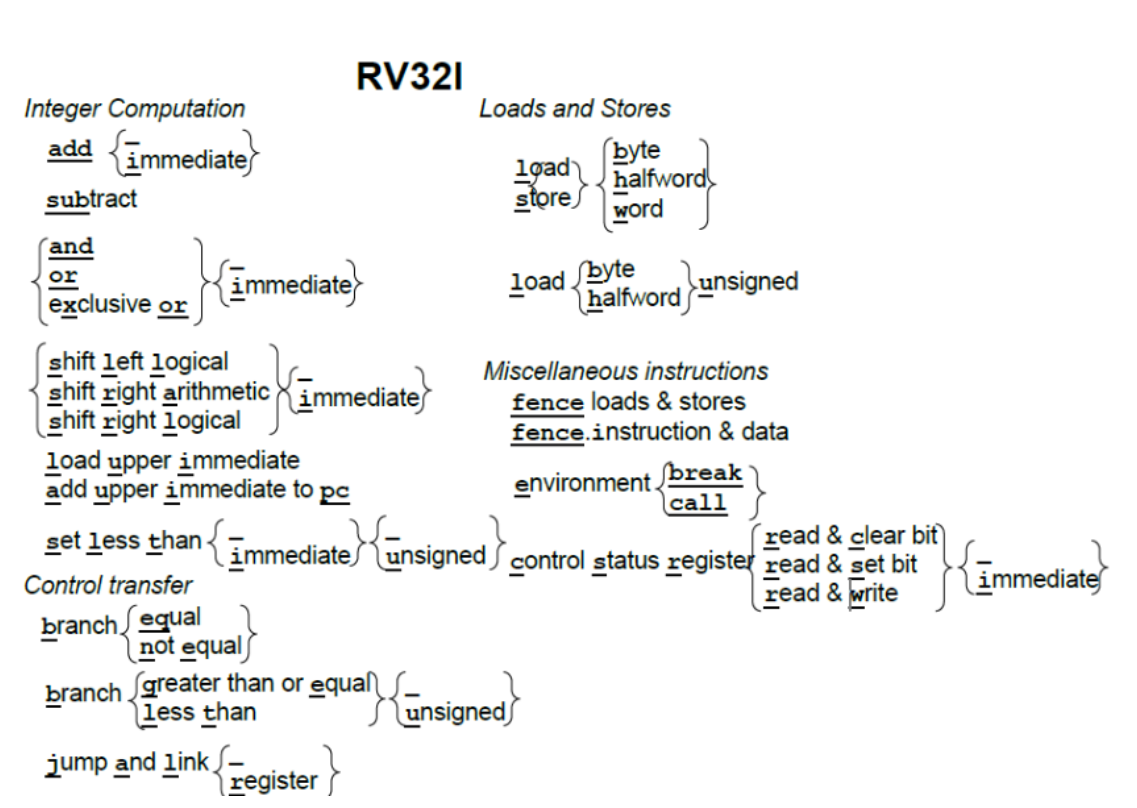 RV32I
Integer Computation
add { _ immediate }
subtract
{ and
or
exclusive or } { _ immediate }
{ shift left logical
shift right arithmetic
shift right logical } { _ immediate }
load upper immediate
add upper immediate to pc
set less than { _ immediate } { _ unsigned }
Control transfer
branch { equal
not equal }
branch { greater than or equal
less than } { _ unsigned }
jump and link { _ register }
Loads and Stores
load
store } { byte
halfword
word }
load { byte
halfword } unsigned
Miscellaneous instructions
fence loads & stores
fence.instruction & data
environment { break
call }
control status register { read & clear bit
read & set bit
read & write } { _ immediate }